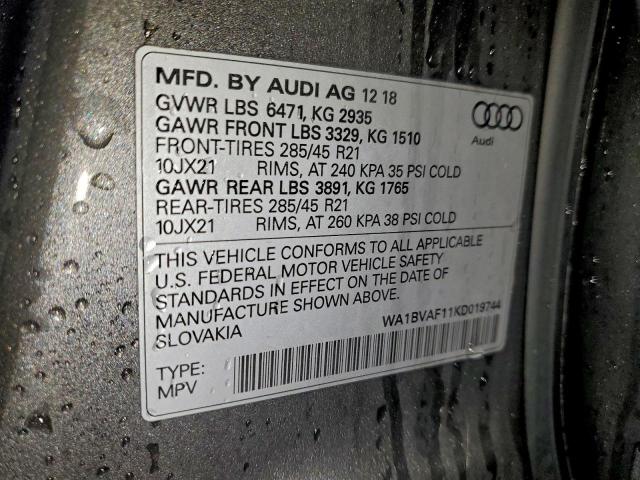 MFD. BY AUDI AG 12 18
GVWR LBS 6471, KG 2935
GAWR FRONT LBS 3329, KG 1510
FRONT-TIRES 285/45 R21
10JX21 RIMS, AT 240 KPA 35 PSI COLD
GAWR REAR LBS 3891, KG 1765
REAR-TIRES 285/45 R21
10JX21 RIMS, AT 260 KPA 38 PSI COLD
Audi
THIS VEHICLE CONFORMS TO ALL APPLICABLE
U.S. FEDERAL MOTOR VEHICLE SAFETY
STANDARDS IN EFFECT ON THE DATE OF
MANUFACTURE SHOWN ABOVE.
SLOVAKIA
WA1BVAF11KD019744
TYPE:
MPV